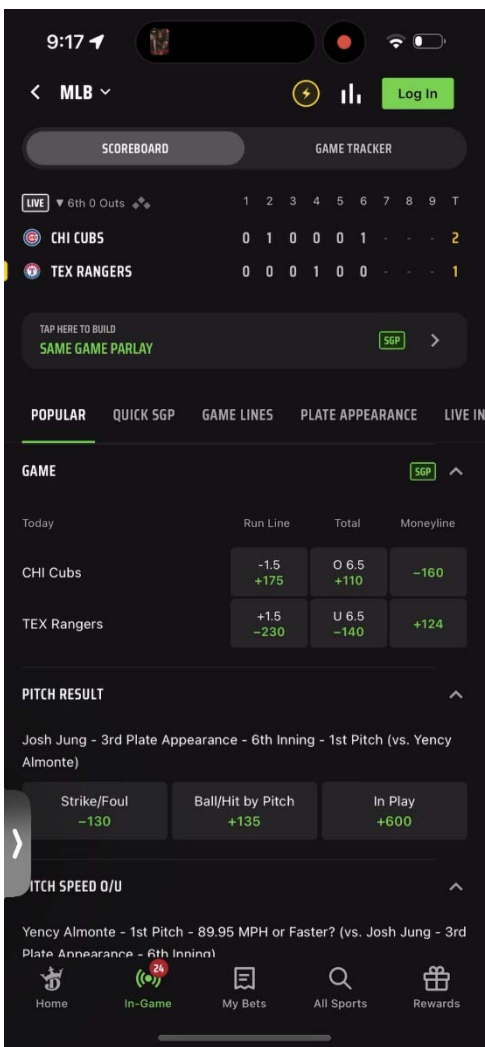 9:17
MLB
Log In
SCOREBOARD GAME TRACKER
LIVE ▼ 6th 0 Outs 1 2 3 4 5 6 7 8 9 T
CHI CUBS 0 1 0 0 0 1 - - - 2
TEX RANGERS 0 0 0 1 0 0 - - - 1
TAP HERE TO BUILD
SAME GAME PARLAY SGP
POPULAR QUICK SGP GAME LINES PLATE APPEARANCE LIVE IN
GAME SGP
Today Run Line Total Moneyline
-1.5 O 6.5
CHI Cubs −160
+175 +110
+1.5 U 6.5
TEX Rangers +124
−230 −140
PITCH RESULT
Josh Jung - 3rd Plate Appearance - 6th Inning - 1st Pitch (vs. Yency
Almonte)
Strike/Foul Ball/Hit by Pitch In Play
−130 +135 +600
PITCH SPEED O/U
Yency Almonte - 1st Pitch - 89.95 MPH or Faster? (vs. Josh Jung - 3rd
Plate Appearance - 6th Inning)
24
Home In-Game My Bets All Sports Rewards